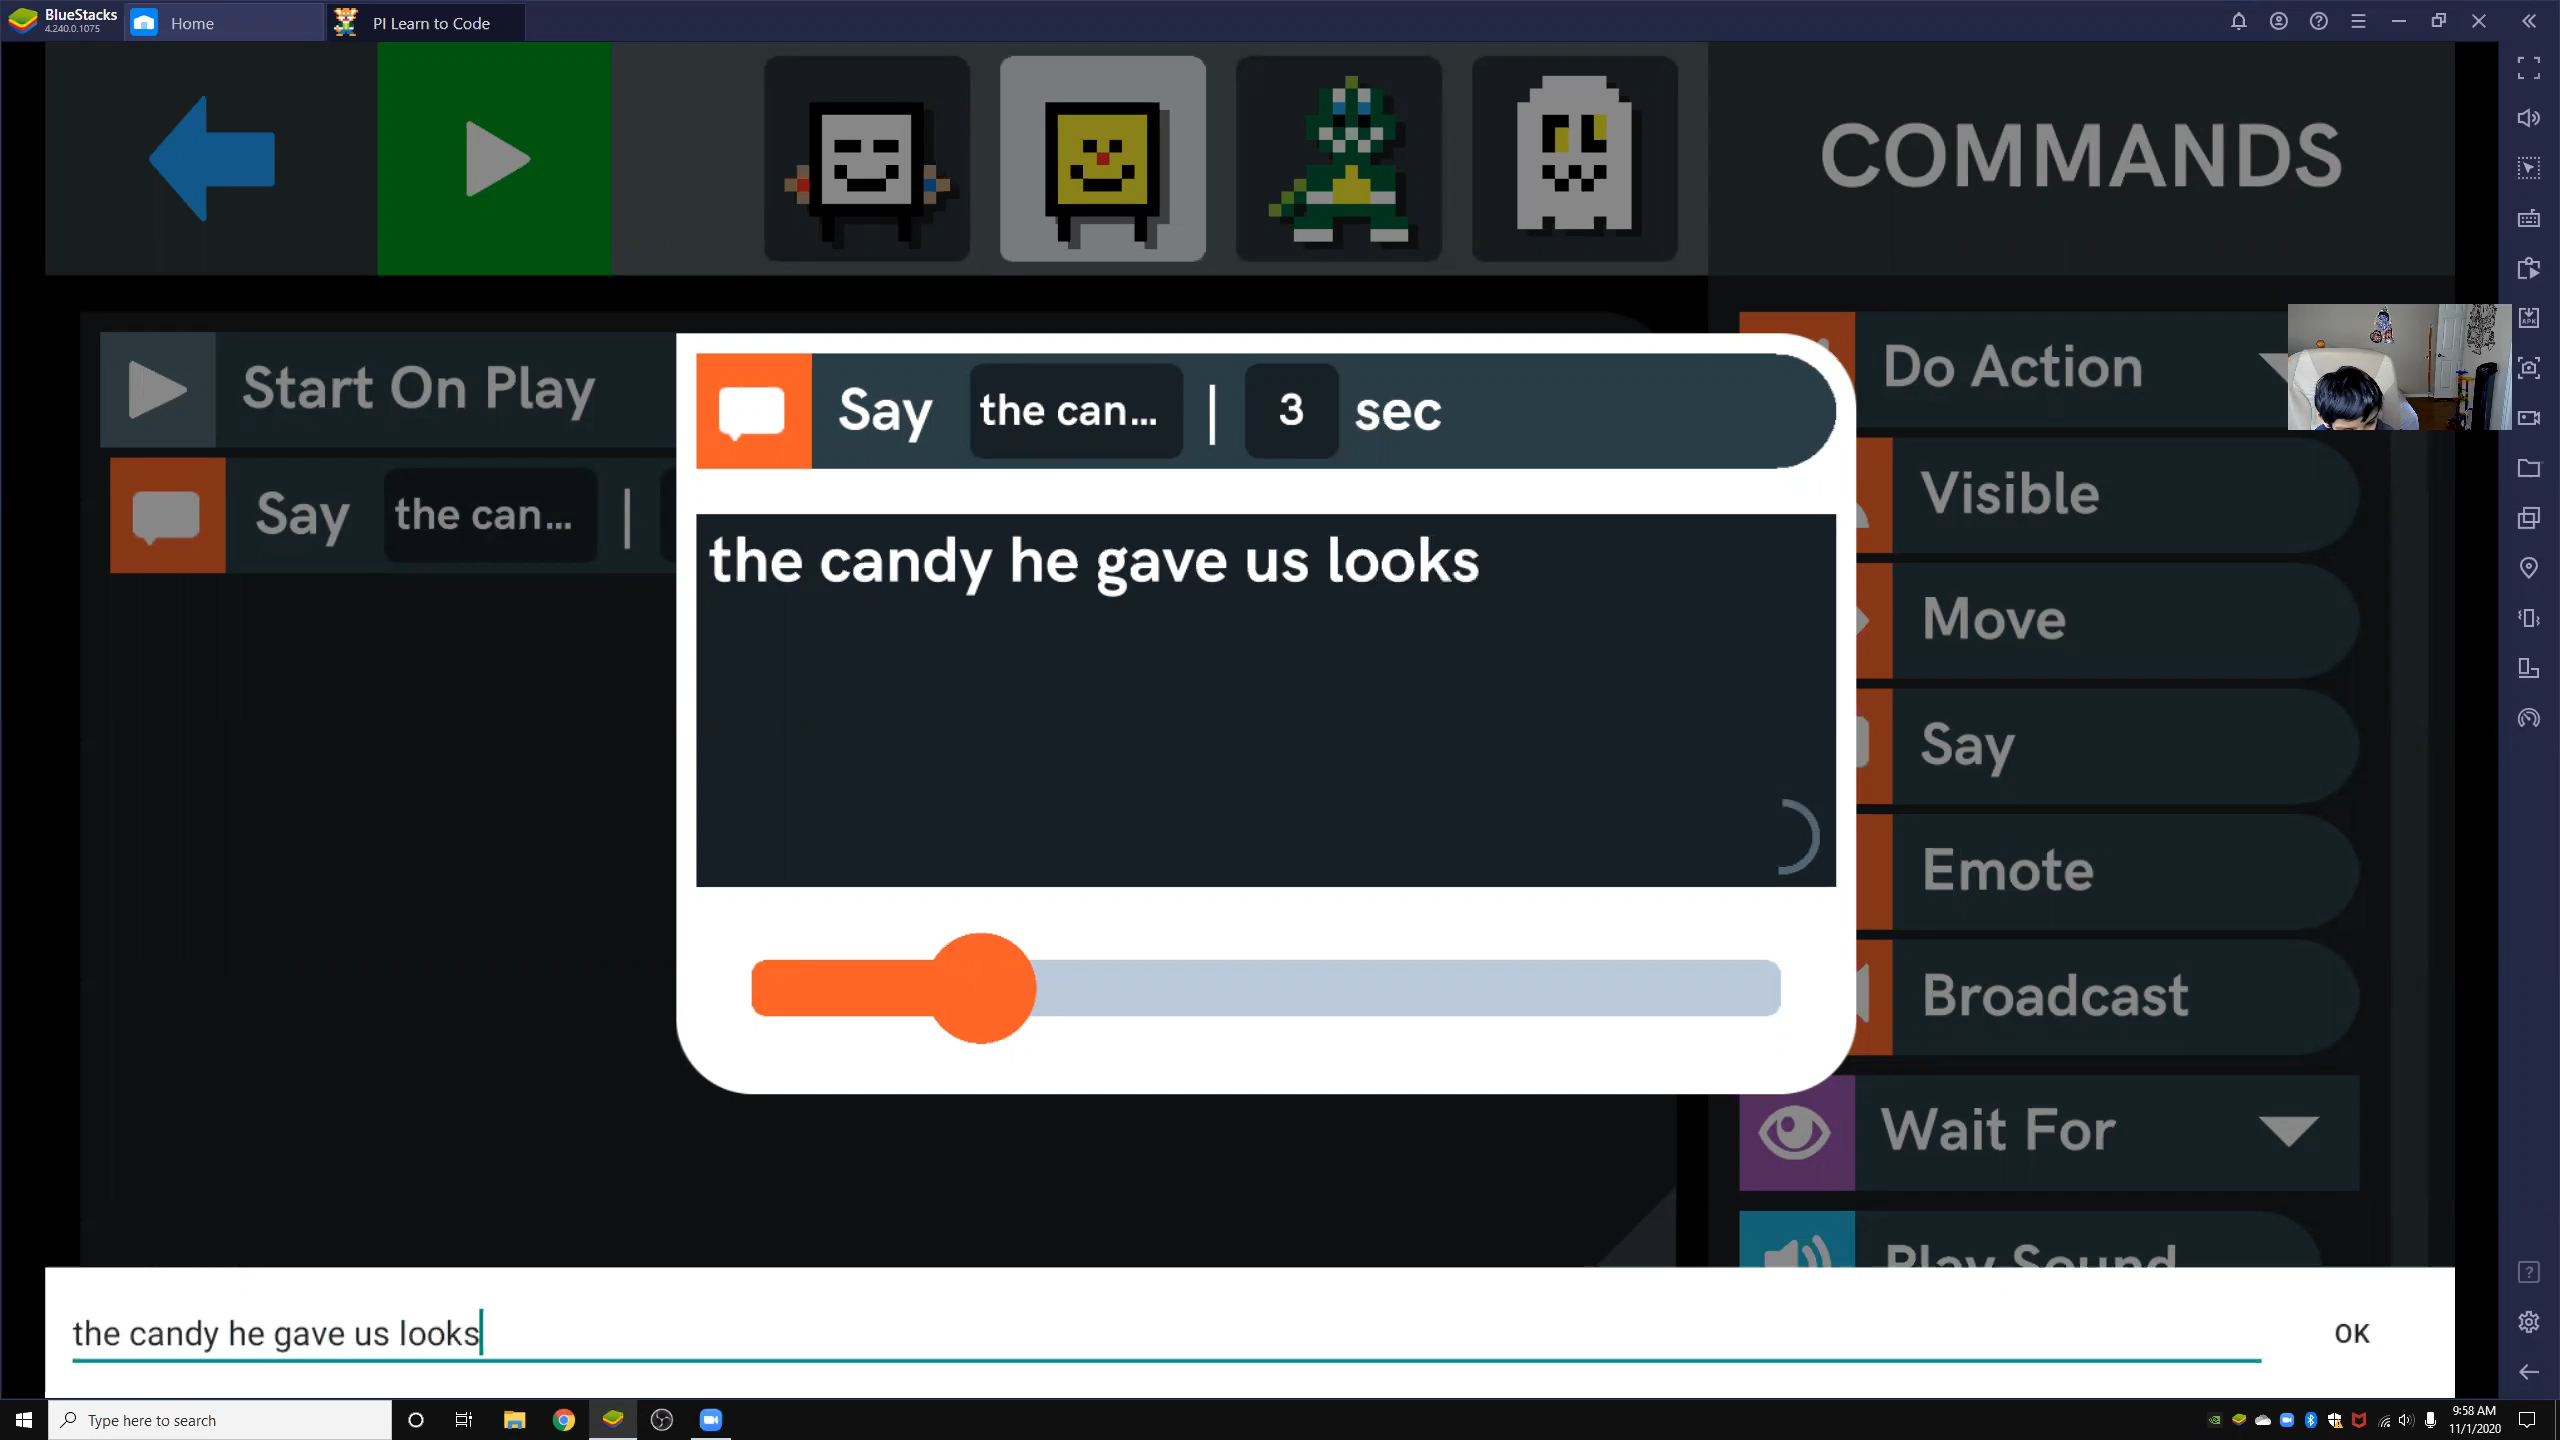 BlueStacks
4.240.0.1075
Home
PI Learn to Code
COMMANDS
Start On Play
Say the can... |
Say the can... | 3 sec
the candy he gave us looks
Do Action
Visible
Move
Say
Emote
Broadcast
Wait For
Play Sound
the candy he gave us looks
OK
Type here to search
9:58 AM
11/1/2020